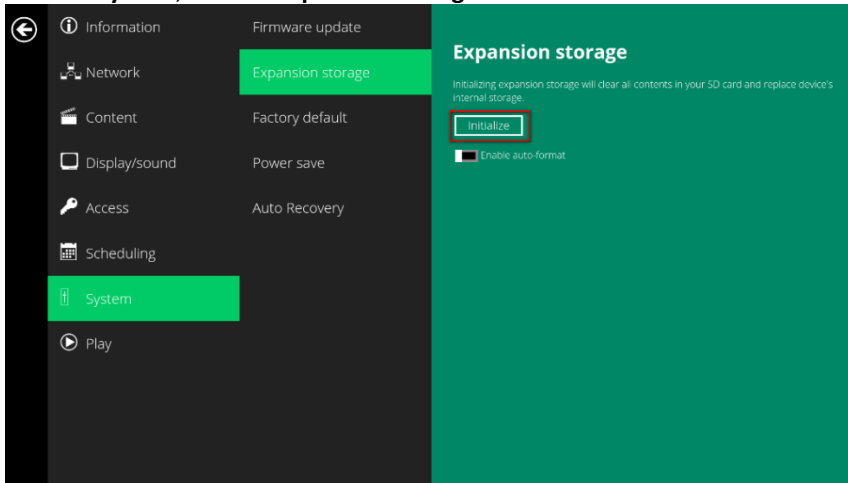 Information
Network
Content
Display/sound
Access
Scheduling
System
Play
Firmware update
Expansion storage
Factory default
Power save
Auto Recovery
Expansion storage
Initializing expansion storage will clear all contents in your SD card and replace device's
internal storage.
Initialize
Enable auto-format